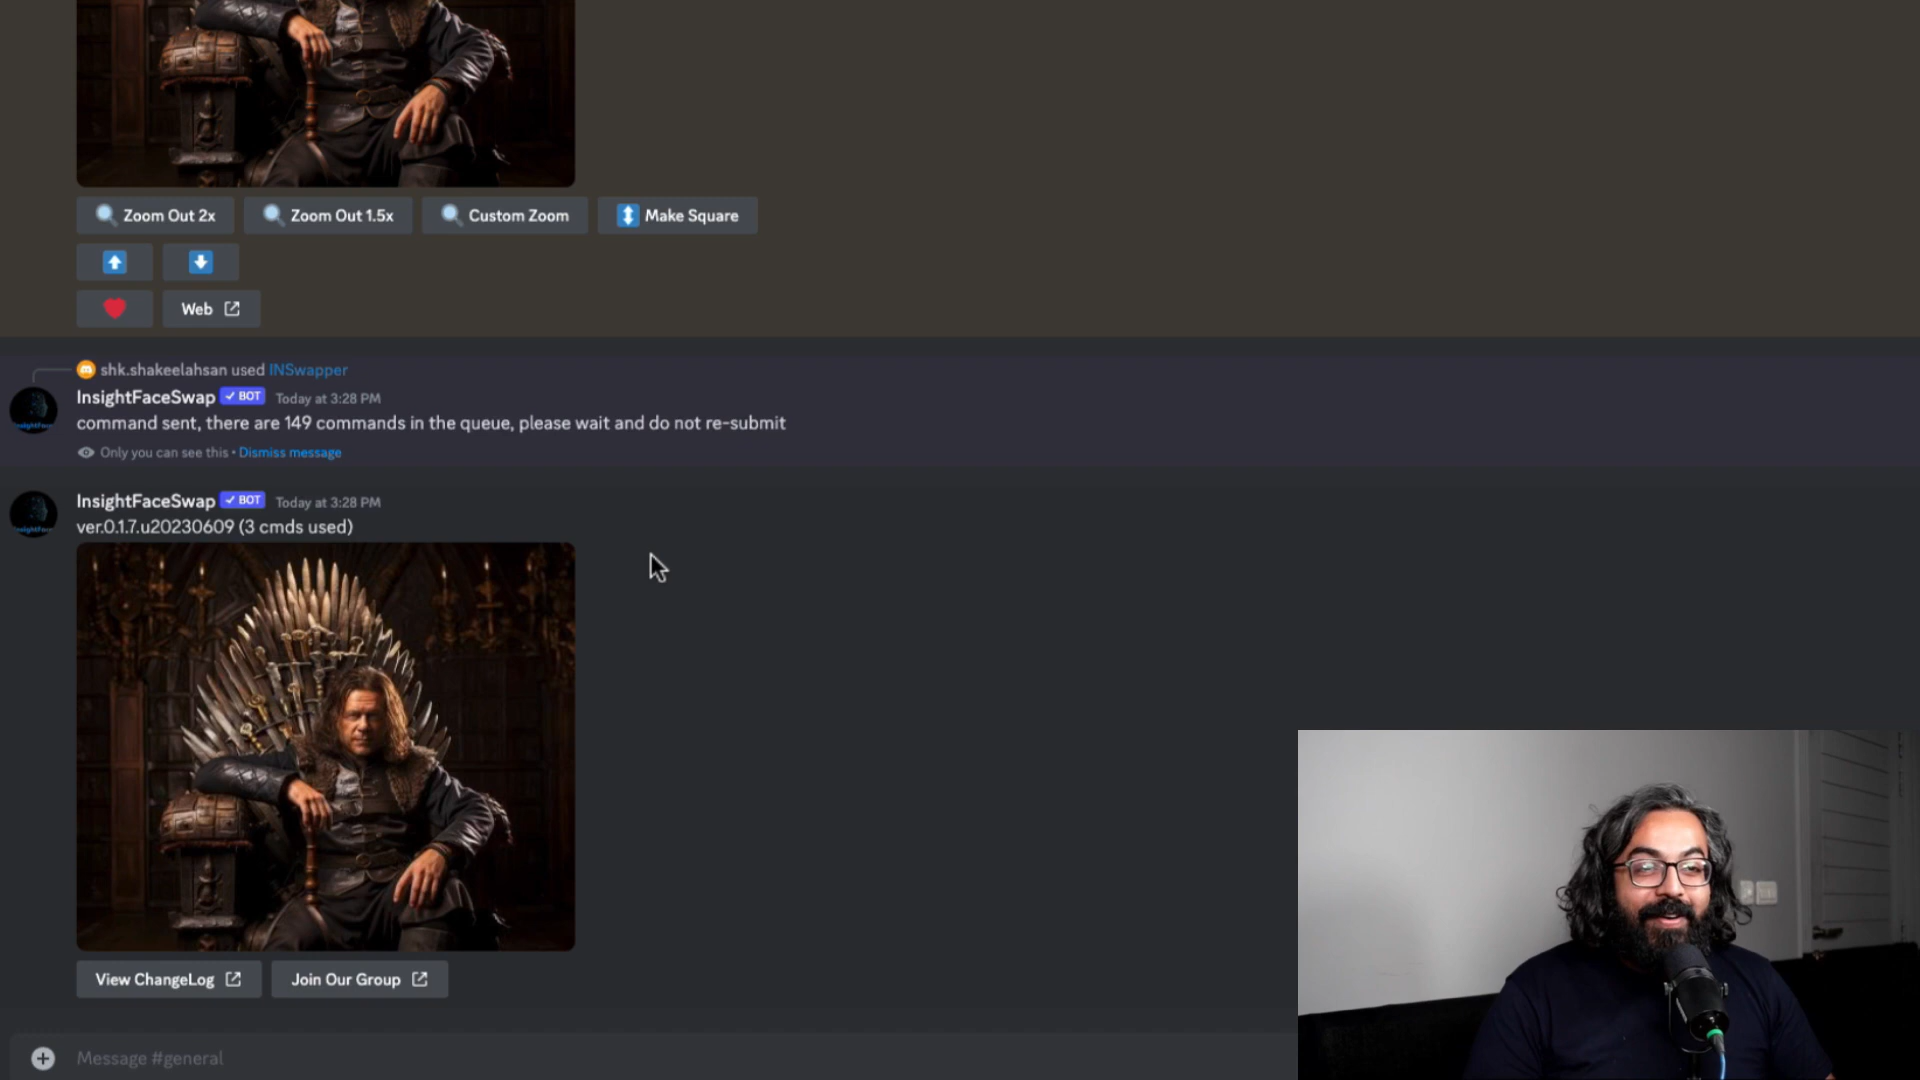 Zoom Out 2x Zoom Out 1.5x Custom Zoom Make Square
Web
shk.shakeelahsan used INSwapper
InsightFaceSwap ✓ BOT Today at 3:28 PM
command sent, there are 149 commands in the queue, please wait and do not re-submit
Only you can see this • Dismiss message
InsightFaceSwap ✓ BOT Today at 3:28 PM
ver.0.1.7.u20230609 (3 cmds used)
View ChangeLog Join Our Group
Message #general